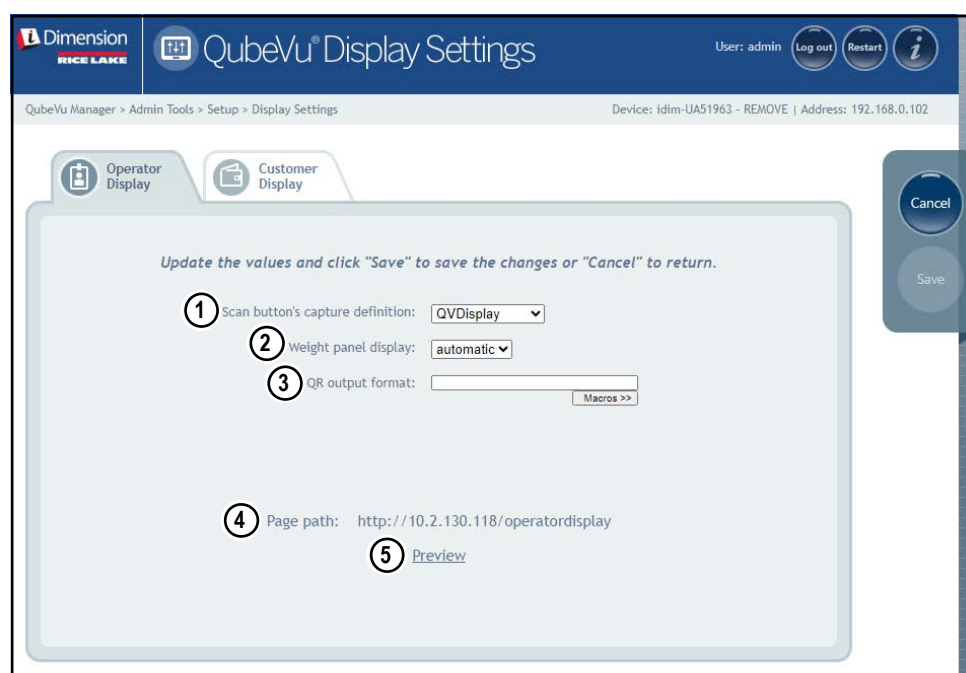 iDimension
RICE LAKE
QubeVu® Display Settings
User: admin
Log out
Restart
i
QubeVu Manager > Admin Tools > Setup > Display Settings
Device: idim-UA51963 - REMOVE | Address: 192.168.0.102
Operator
Display
Customer
Display
Cancel
Save
Update the values and click "Save" to save the changes or "Cancel" to return.
1 Scan button's capture definition: QVDisplay
2 Weight panel display: automatic
3 QR output format:
Macros >>
4 Page path: http://10.2.130.118/operatordisplay
5 Preview